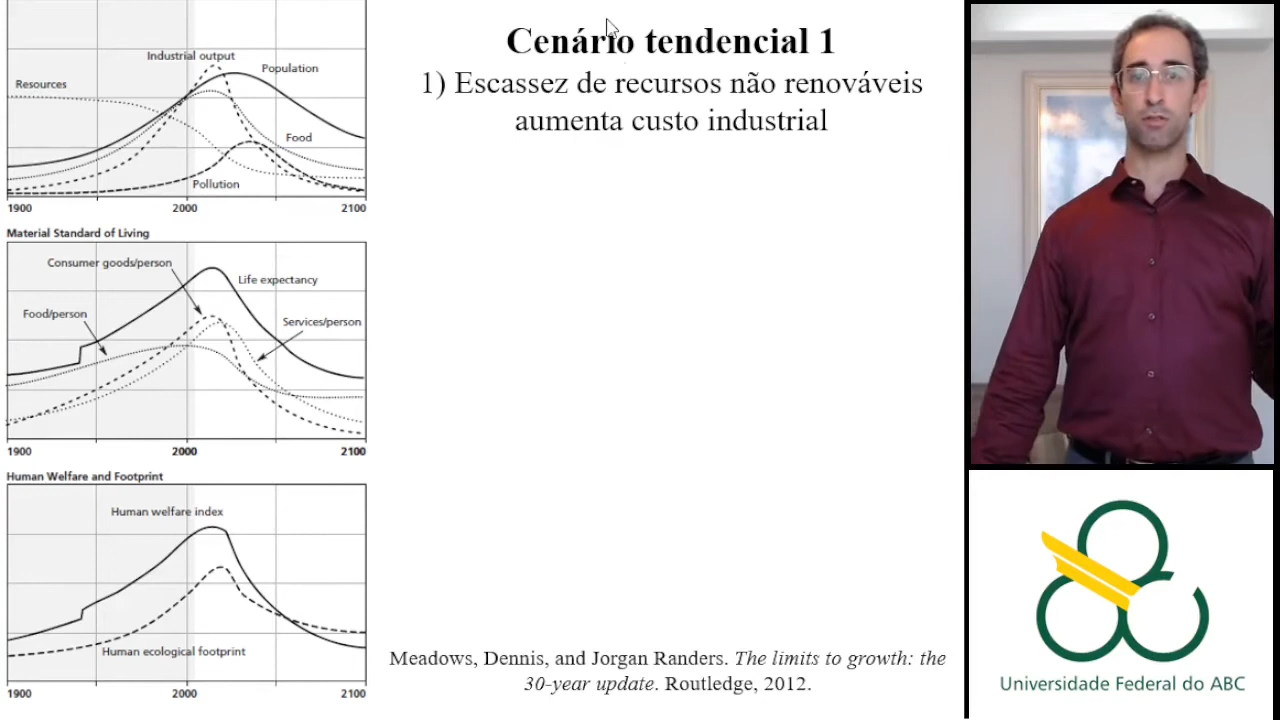 Cenário tendencial 1
1) Escassez de recursos não renováveis
aumenta custo industrial
Industrial output
Population
Resources
Food
Pollution
1900 2000 2100
Material Standard of Living
Consumer goods/person
Life expectancy
Food/person
Services/person
1900 2000 2100
Human Welfare and Footprint
Human welfare index
Human ecological footprint
1900 2000 2100
Meadows, Dennis, and Jorgan Randers. The limits to growth: the
30-year update. Routledge, 2012.
Universidade Federal do ABC